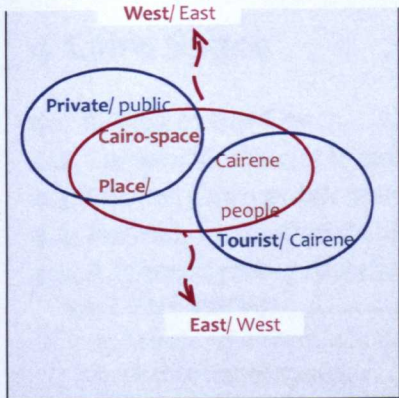 West/ East
Private/ public
Cairo-space
Cairene
Place/
people
Tourist/ Cairene
East/ West